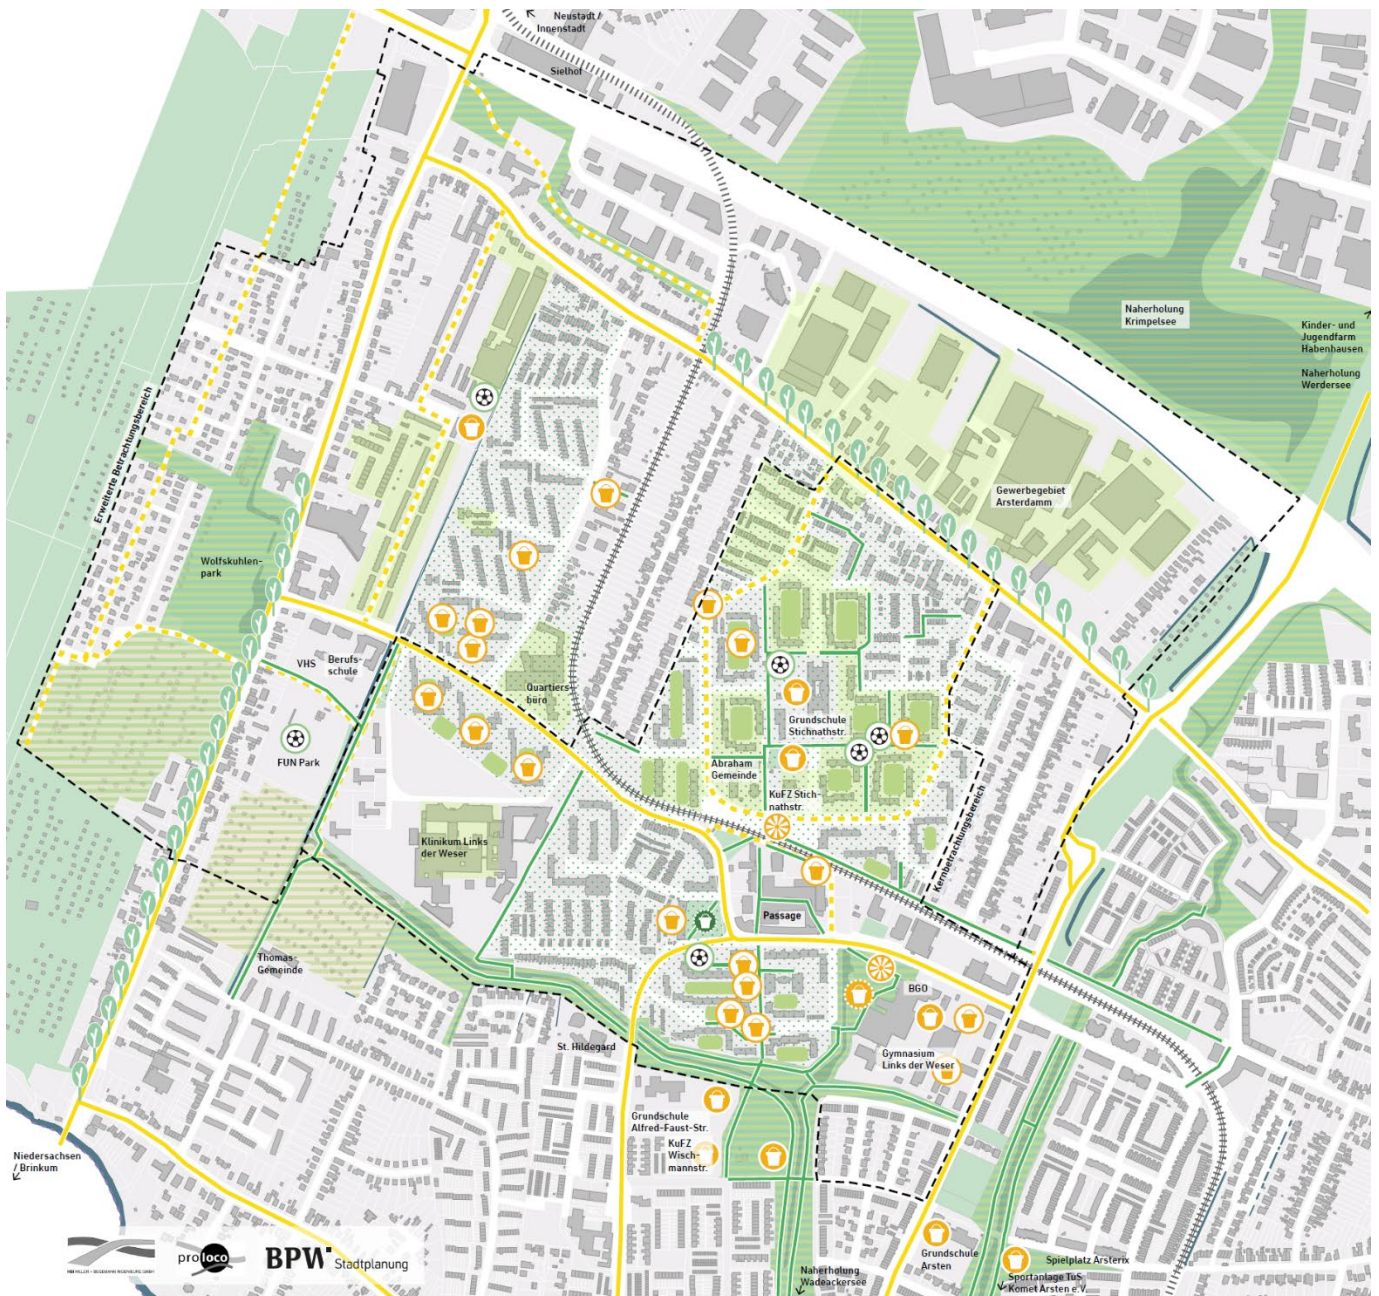 Neustadt /
Innenstadt
Sielhof
Naherholung
Krimpelsee
Kinder- und
Jugendfarm
Habenhausen
Naherholung
Werdersee
Erweiterte Betrachtungsbereich
Gewerbegebiet
Arsterdamm
Wolfskuhlen-
park
VHS
Berufs-
schule
Quartiers-
büro
Grundschule
Stichnathstr.
FUN Park
Abraham
Gemeinde
KuFZ Stich-
nathstr.
Kernbetrachtungsbereich
Klinikum Links
der Weser
Passage
Thomas-
Gemeinde
BGO
St. Hildegard
Gymnasium
Links der Weser
Grundschule
Alfred-Faust-Str.
KuFZ
Wisch-
mannstr.
Niedersachsen
/ Brinkum
proloco
BPW Stadtplanung
Grundschule
Arsten
Spielplatz Arsterix
Naherholung
Wadeackersee
Sportanlage TuS
Komet Arsten e.V.